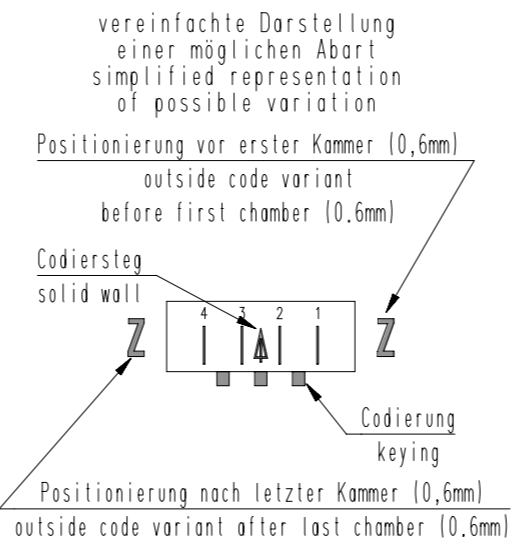 vereinfachte Darstellung
einer möglichen Abart
simplified representation
of possible variation
Positionierung vor erster Kammer (0,6mm)
outside code variant
before first chamber (0.6mm)
Codiersteg
solid wall
4 3 2 1
Z Z
Codierung
keying
Positionierung nach letzter Kammer (0,6mm)
outside code variant after last chamber (0.6mm)